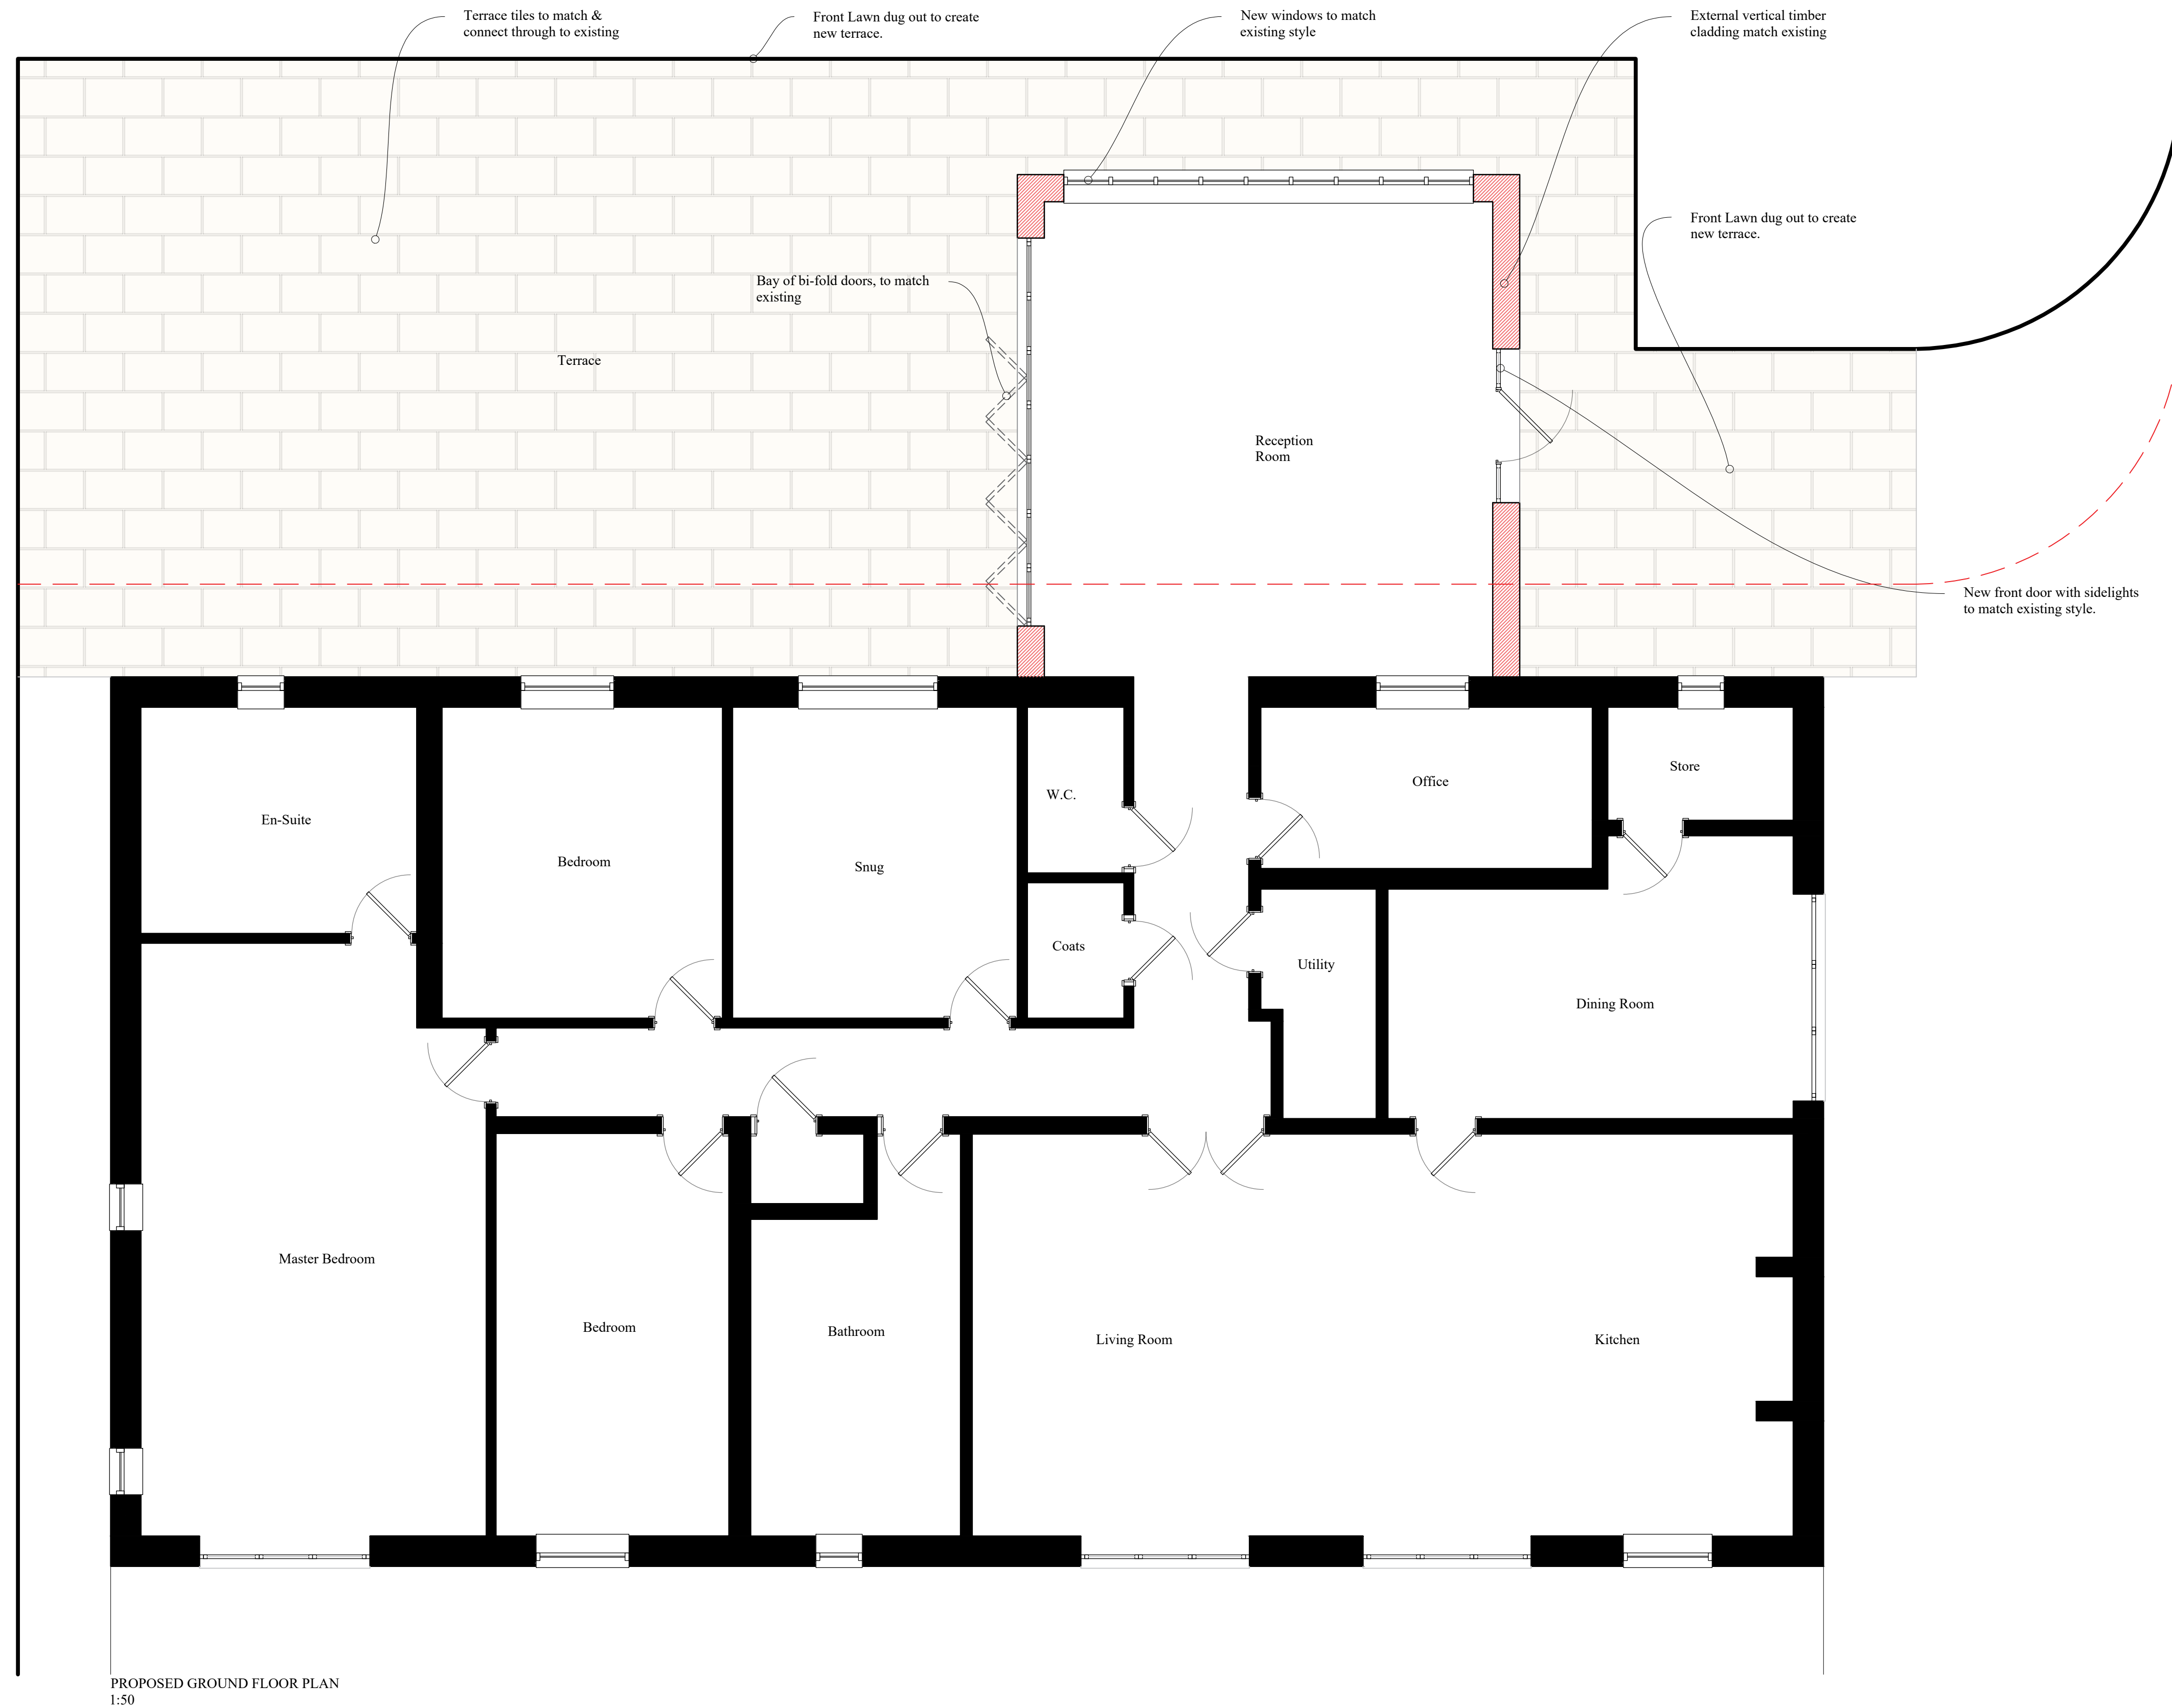 Terrace tiles to match &
connect through to existing
Front Lawn dug out to create
new terrace.
New windows to match
existing style
External vertical timber
cladding match existing
Front Lawn dug out to create
new terrace.
Bay of bi-fold doors, to match
existing
Terrace
Reception
Room
New front door with sidelights
to match existing style.
En-Suite
Bedroom
Snug
W.C.
Office
Store
Coats
Utility
Dining Room
Master Bedroom
Bedroom
Bathroom
Living Room
Kitchen
PROPOSED GROUND FLOOR PLAN
1:50